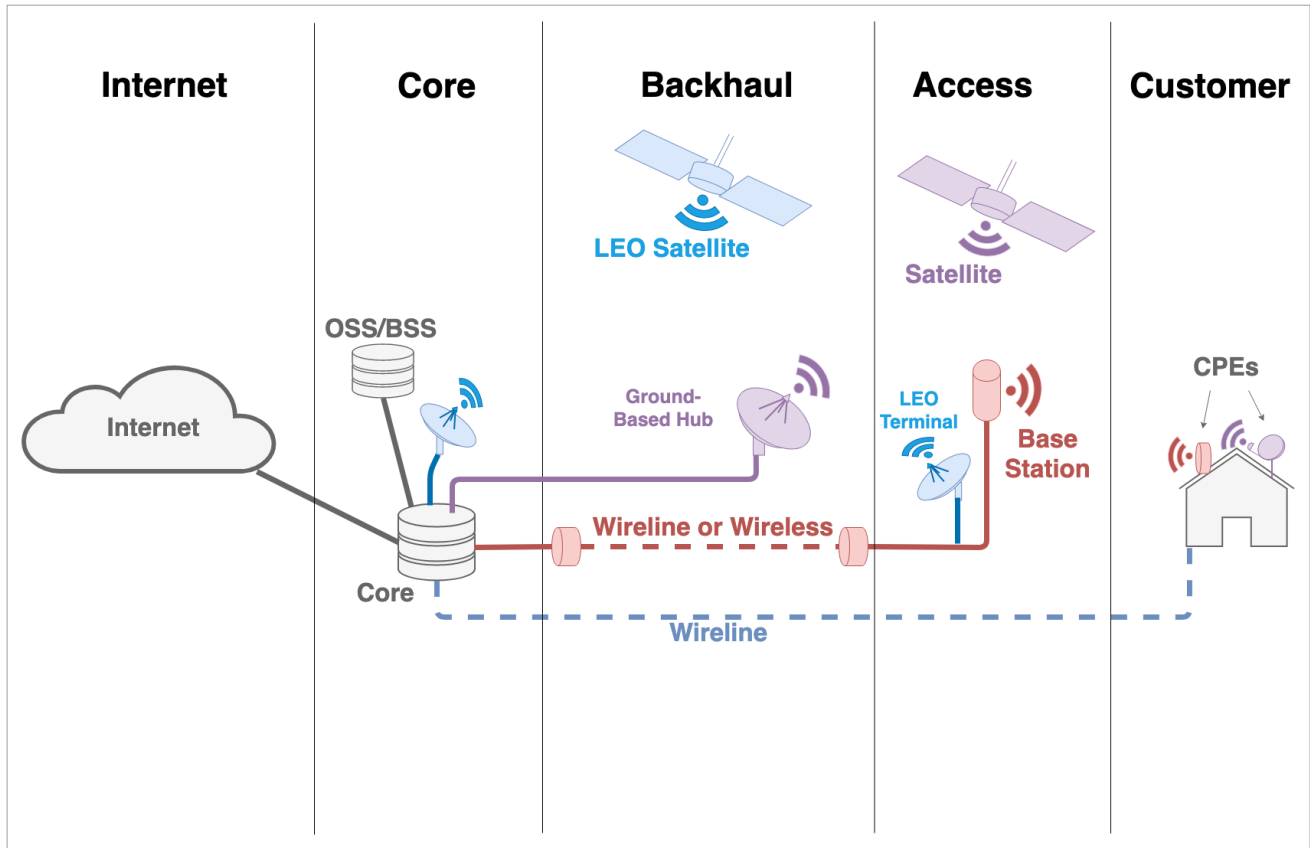 Internet
Core
Backhaul
Access
Customer
LEO Satellite
Satellite
OSS/BSS
Internet
Ground-
Based Hub
LEO
Terminal
Base
Station
CPEs
Wireline or Wireless
Core
Wireline